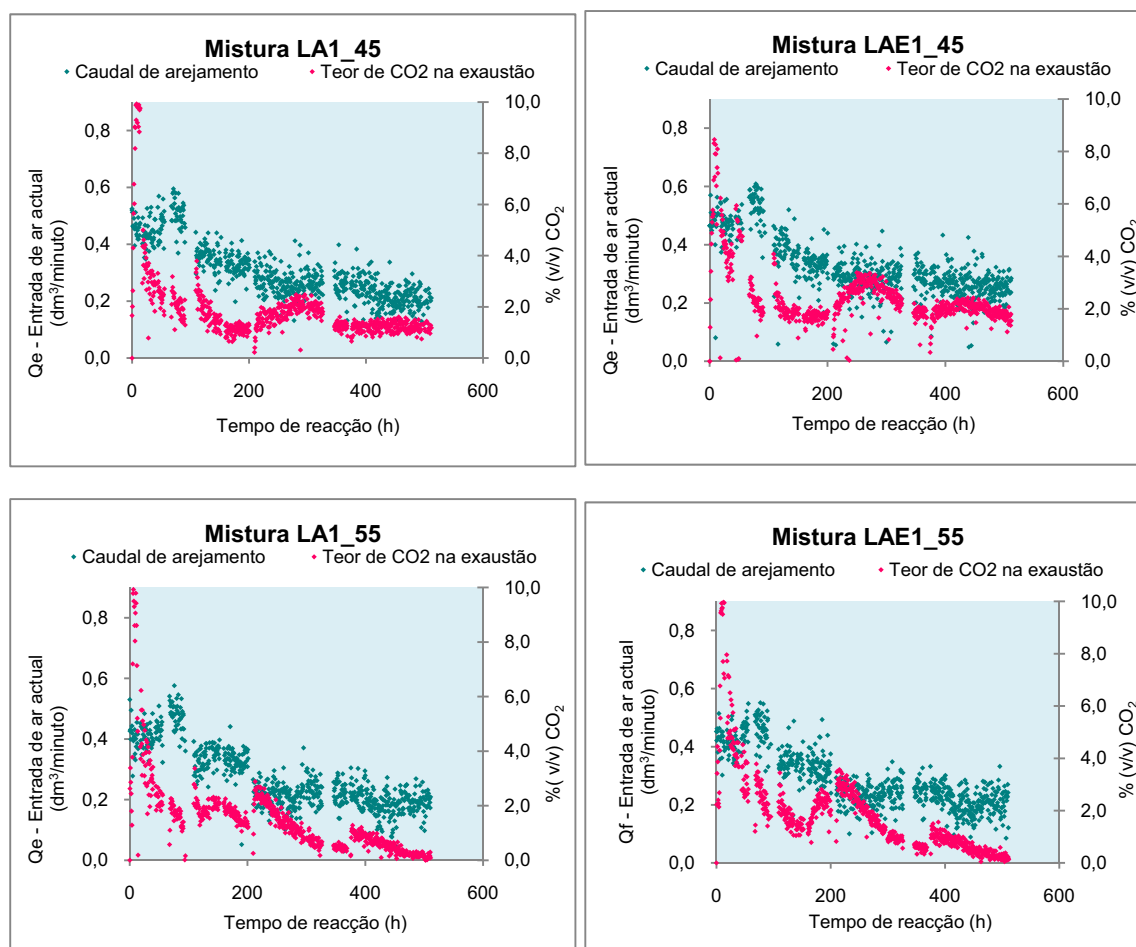 Mistura LA1_45
Caudal de arejamento Teor de CO2 na exaustão
Qe - Entrada de ar actual
(dm³/minuto)
0,8
0,6
0,4
0,2
0,0
10,0
8,0
6,0
4,0
2,0
0,0
% (v/v) CO₂
0 200 400 600
Tempo de reacção (h)
Mistura LAE1_45
Caudal de arejamento Teor de CO2 na exaustão
Qe - Entrada de ar actual
(dm³/minuto)
0,8
0,6
0,4
0,2
0,0
10,0
8,0
6,0
4,0
2,0
0,0
% (v/v) CO₂
0 200 400 600
Tempo de reacção (h)
Mistura LA1_55
Caudal de arejamento Teor de CO2 na exaustão
Qe - Entrada de ar actual
(dm³/minuto)
0,8
0,6
0,4
0,2
0,0
10,0
8,0
6,0
4,0
2,0
0,0
%( v/v) CO₂
0 200 400 600
Tempo de reacção (h)
Mistura LAE1_55
Caudal de arejamento Teor de CO2 na exaustão
Qf - Entrada de ar actual
(dm³/minuto)
0,8
0,6
0,4
0,2
0,0
10,0
8,0
6,0
4,0
2,0
0,0
% (v/v) CO₂
0 200 400 600
Tempo de reacção (h)